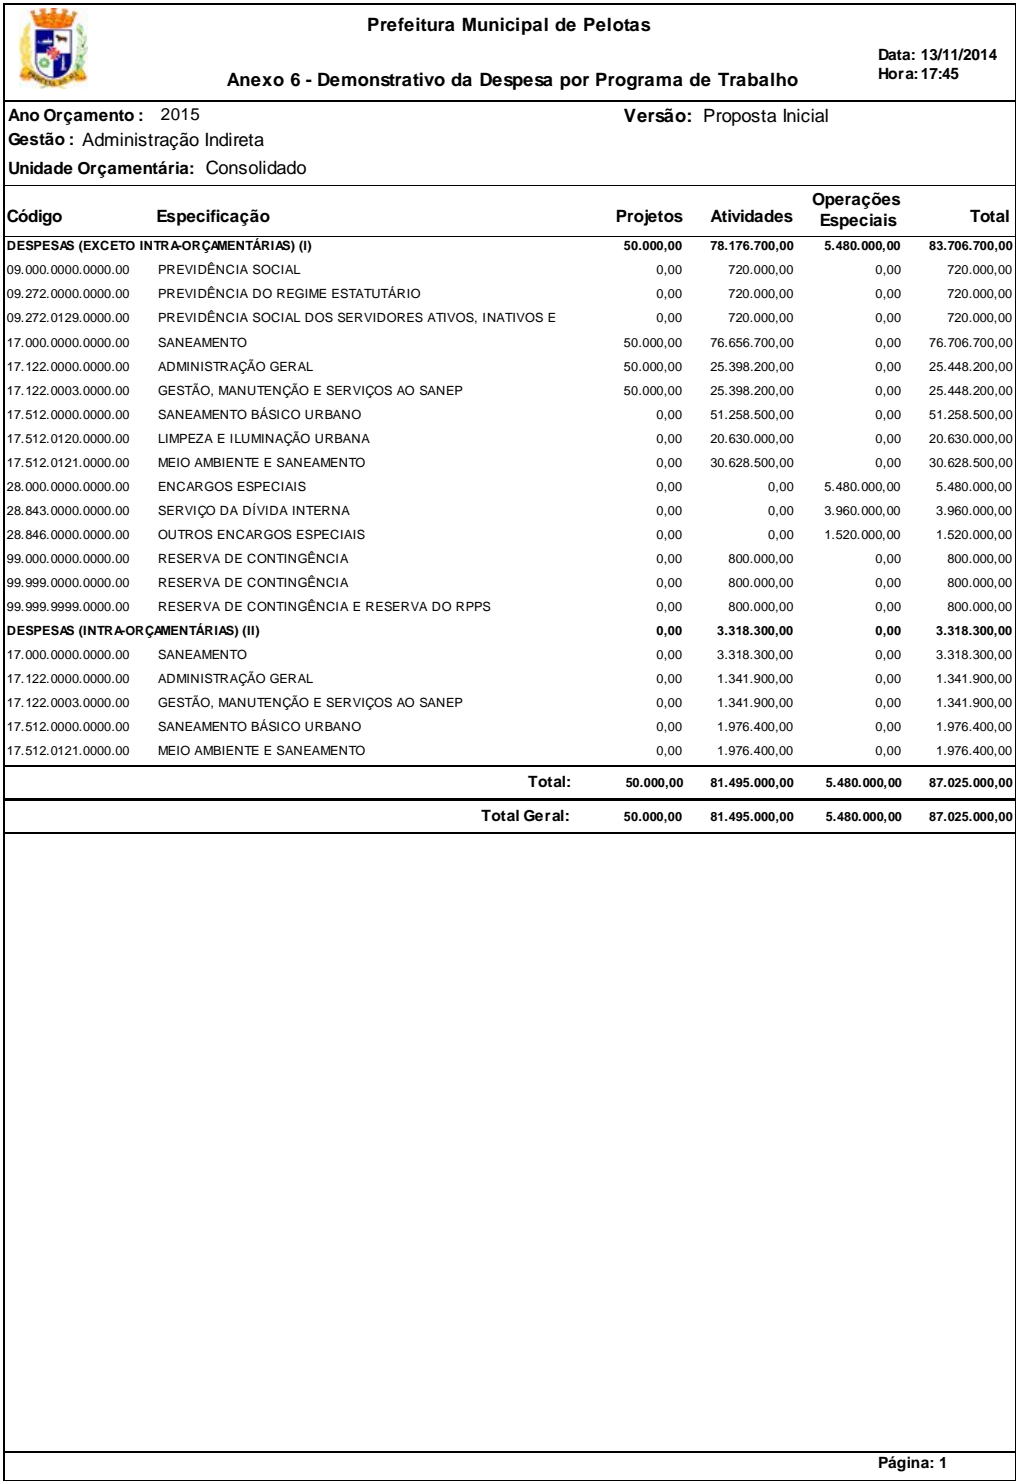 Prefeitura Municipal de Pelotas
Data: 13/11/2014
Hora: 17:45
Anexo 6 - Demonstrativo da Despesa por Programa de Trabalho
Ano Orçamento : 2015 Versão: Proposta Inicial
Gestão : Administração Indireta
Unidade Orçamentária: Consolidado
Código Especificação Projetos Atividades Operações Especiais Total
DESPESAS (EXCETO INTRA-ORÇAMENTÁRIAS) (I) 50.000,00 78.176.700,00 5.480.000,00 83.706.700,00
09.000.0000.0000.00 PREVIDÊNCIA SOCIAL 0,00 720.000,00 0,00 720.000,00
09.272.0000.0000.00 PREVIDÊNCIA DO REGIME ESTATUTÁRIO 0,00 720.000,00 0,00 720.000,00
09.272.0129.0000.00 PREVIDÊNCIA SOCIAL DOS SERVIDORES ATIVOS, INATIVOS E 0,00 720.000,00 0,00 720.000,00
17.000.0000.0000.00 SANEAMENTO 50.000,00 76.656.700,00 0,00 76.706.700,00
17.122.0000.0000.00 ADMINISTRAÇÃO GERAL 50.000,00 25.398.200,00 0,00 25.448.200,00
17.122.0003.0000.00 GESTÃO, MANUTENÇÃO E SERVIÇOS AO SANEP 50.000,00 25.398.200,00 0,00 25.448.200,00
17.512.0000.0000.00 SANEAMENTO BÁSICO URBANO 0,00 51.258.500,00 0,00 51.258.500,00
17.512.0120.0000.00 LIMPEZA E ILUMINAÇÃO URBANA 0,00 20.630.000,00 0,00 20.630.000,00
17.512.0121.0000.00 MEIO AMBIENTE E SANEAMENTO 0,00 30.628.500,00 0,00 30.628.500,00
28.000.0000.0000.00 ENCARGOS ESPECIAIS 0,00 0,00 5.480.000,00 5.480.000,00
28.843.0000.0000.00 SERVIÇO DA DÍVIDA INTERNA 0,00 0,00 3.960.000,00 3.960.000,00
28.846.0000.0000.00 OUTROS ENCARGOS ESPECIAIS 0,00 0,00 1.520.000,00 1.520.000,00
99.000.0000.0000.00 RESERVA DE CONTINGÊNCIA 0,00 800.000,00 0,00 800.000,00
99.999.0000.0000.00 RESERVA DE CONTINGÊNCIA 0,00 800.000,00 0,00 800.000,00
99.999.9999.0000.00 RESERVA DE CONTINGÊNCIA E RESERVA DO RPPS 0,00 800.000,00 0,00 800.000,00
DESPESAS (INTRA-ORÇAMENTÁRIAS) (II) 0,00 3.318.300,00 0,00 3.318.300,00
17.000.0000.0000.00 SANEAMENTO 0,00 3.318.300,00 0,00 3.318.300,00
17.122.0000.0000.00 ADMINISTRAÇÃO GERAL 0,00 1.341.900,00 0,00 1.341.900,00
17.122.0003.0000.00 GESTÃO, MANUTENÇÃO E SERVIÇOS AO SANEP 0,00 1.341.900,00 0,00 1.341.900,00
17.512.0000.0000.00 SANEAMENTO BÁSICO URBANO 0,00 1.976.400,00 0,00 1.976.400,00
17.512.0121.0000.00 MEIO AMBIENTE E SANEAMENTO 0,00 1.976.400,00 0,00 1.976.400,00
Total: 50.000,00 81.495.000,00 5.480.000,00 87.025.000,00
Total Geral: 50.000,00 81.495.000,00 5.480.000,00 87.025.000,00
Página: 1